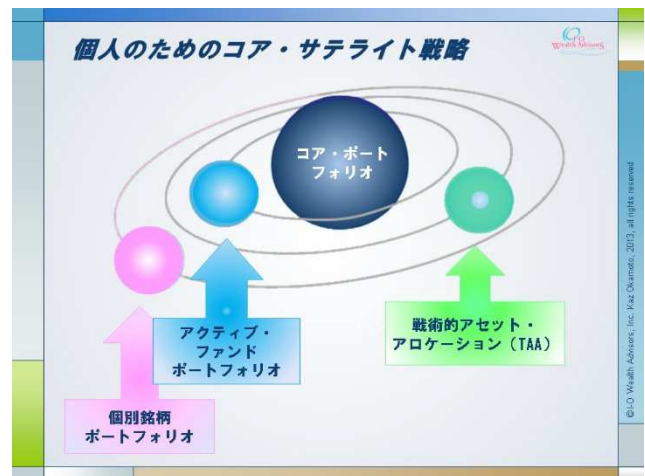 個人のためのコア・サテライト戦略
I-O
Wealth Advisors
コア・ポート
フォリオ
アクティブ・
ファンド
ポートフォリオ
戦術的アセット・
アロケーション（TAA）
個別銘柄
ポートフォリオ
©I-O Wealth Advisors, Inc. Kaz Okamoto, 2013, all rights reserved